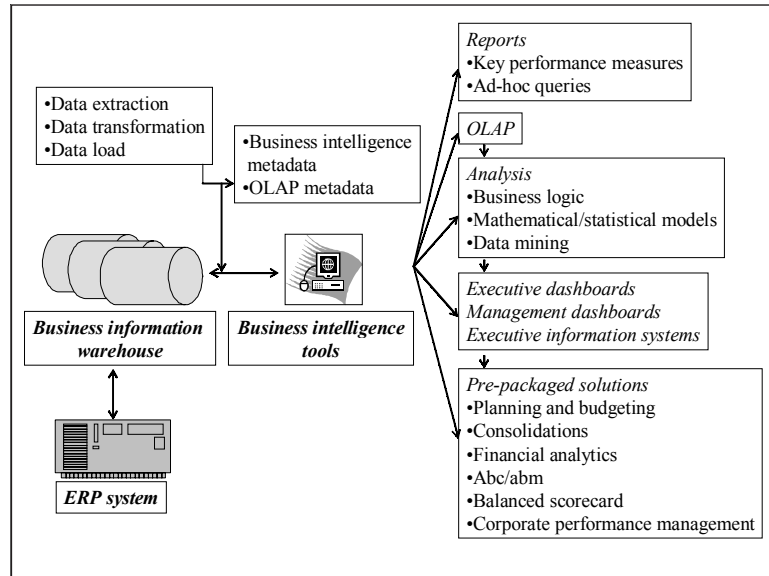 •Data extraction
•Data transformation
•Data load
•Business intelligence
metadata
•OLAP metadata
Business information
warehouse
Business intelligence
tools
ERP system
Reports
•Key performance measures
•Ad-hoc queries
OLAP
Analysis
•Business logic
•Mathematical/statistical models
•Data mining
Executive dashboards
Management dashboards
Executive information systems
Pre-packaged solutions
•Planning and budgeting
•Consolidations
•Financial analytics
•Abc/abm
•Balanced scorecard
•Corporate performance management